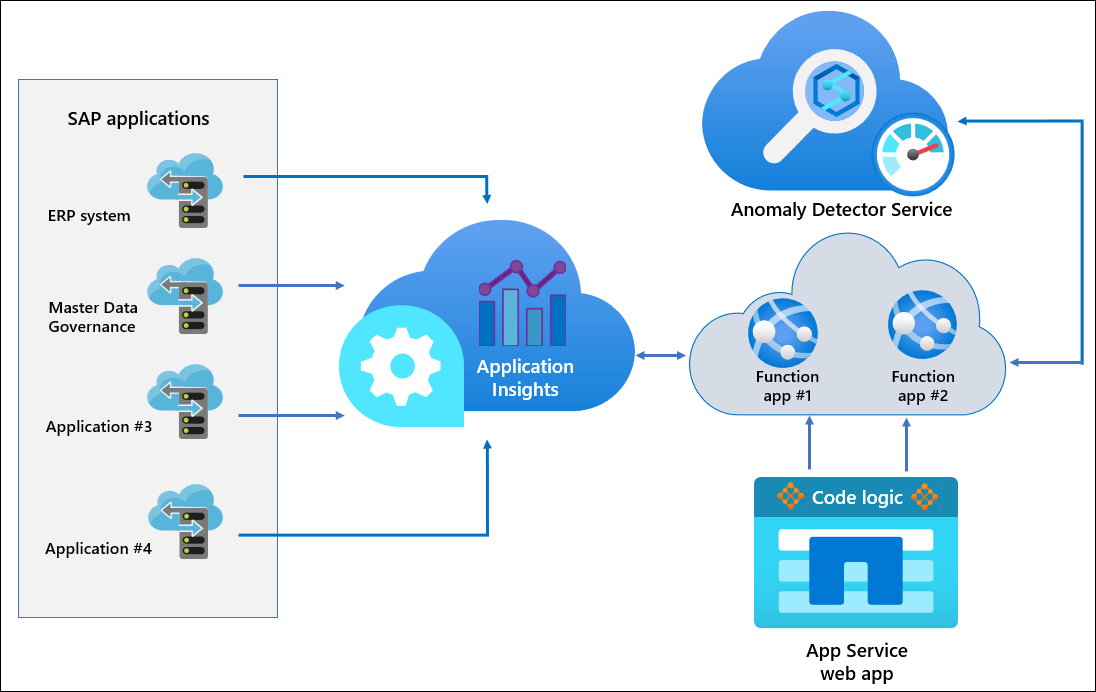 SAP applications
ERP system
Master Data
Governance
Application #3
Application #4
Application
Insights
Anomaly Detector Service
Function
app #1
Function
app #2
Code logic
App Service
web app